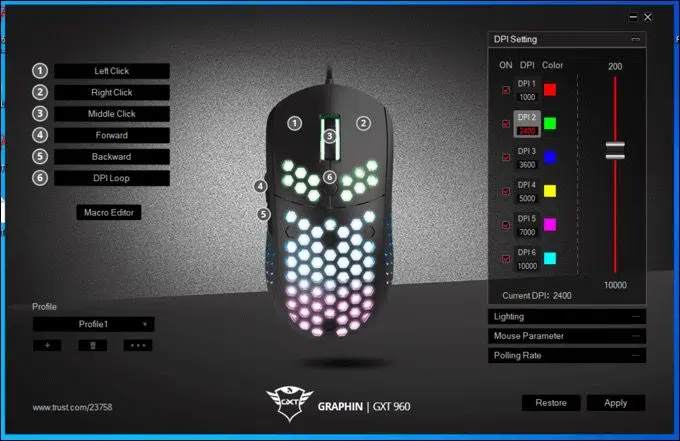 DPI Setting
1 Left Click
2 Right Click
3 Middle Click
4 Forward
5 Backward
6 DPI Loop
Macro Editor
1
2
3
4
5
6
ON DPI Color
200
DPI 1
1000
DPI 2
2400
DPI 3
3600
DPI 4
5000
DPI 5
7000
DPI 6
10000
10000
Current DPI: 2400
Lighting
Mouse Parameter
Polling Rate
Profile
Profile1
+
...
www.trust.com/23758
GXT
GRAPHIN | GXT 960
Restore
Apply